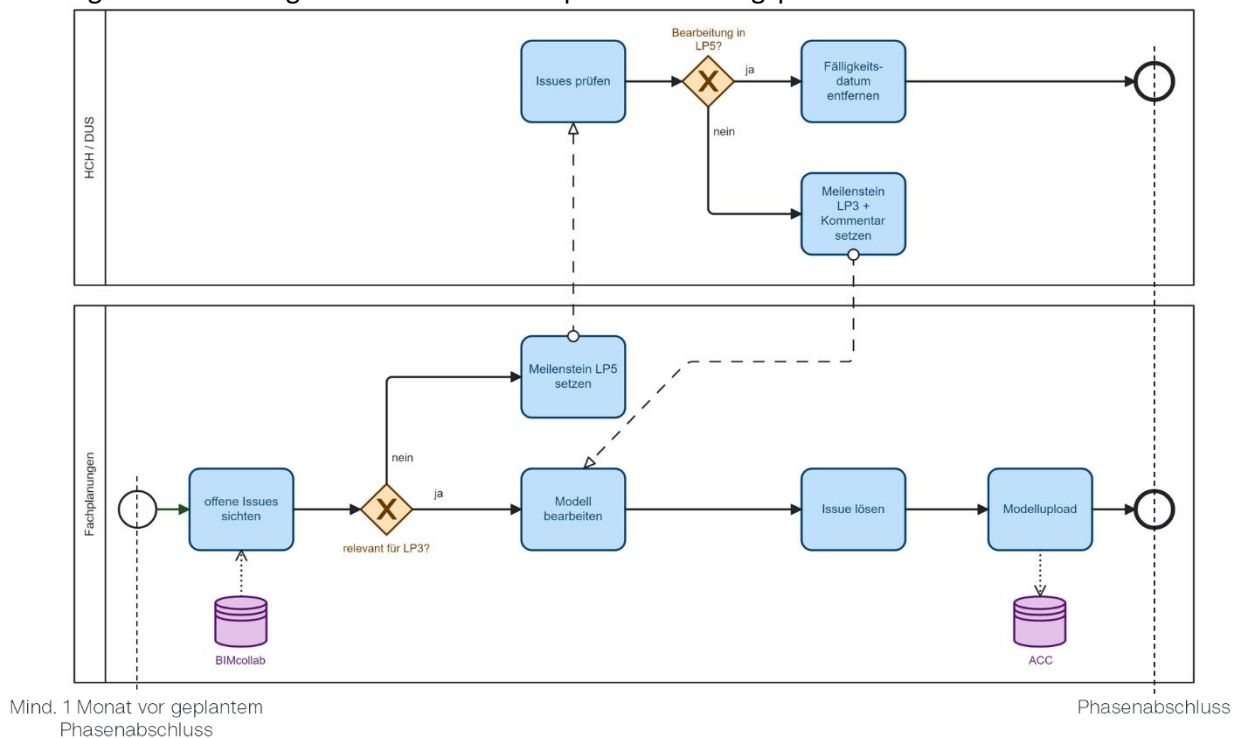 Bearbeitung in
LP5?
Issues prüfen
ja
Fälligkeits-
datum
entfernen
nein
HCH / DUS
Meilenstein
LP3 +
Kommentar
setzen
Meilenstein LP5
setzen
nein
Fachplanungen
offene Issues
sichten
ja
relevant für LP3?
Modell
bearbeiten
Issue lösen
Modellupload
BIMcollab
ACC
Mind. 1 Monat vor geplantem
Phasenabschluss
Phasenabschluss